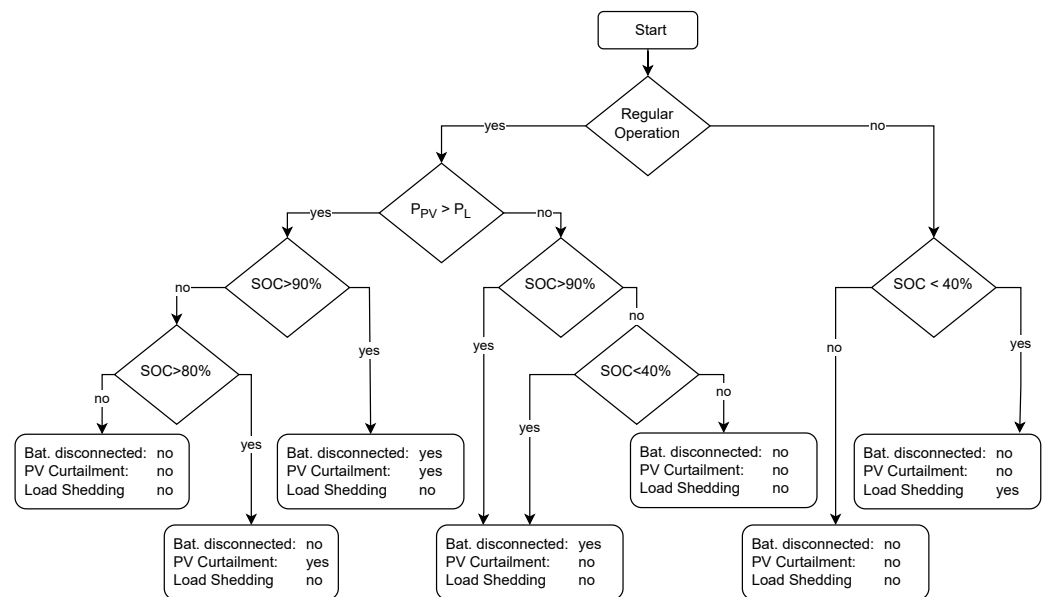 Start
Regular
Operation
yes
no
P_PV > P_L
yes
no
SOC>90%
SOC>90%
SOC < 40%
no
yes
yes
no
no
yes
SOC>80%
SOC<40%
no
yes
yes
no
Bat. disconnected: no
PV Curtailment: no
Load Shedding no
Bat. disconnected: yes
PV Curtailment: yes
Load Shedding no
Bat. disconnected: no
PV Curtailment: no
Load Shedding no
Bat. disconnected: no
PV Curtailment: no
Load Shedding yes
Bat. disconnected: no
PV Curtailment: yes
Load Shedding no
Bat. disconnected: yes
PV Curtailment: no
Load Shedding no
Bat. disconnected: no
PV Curtailment: no
Load Shedding no